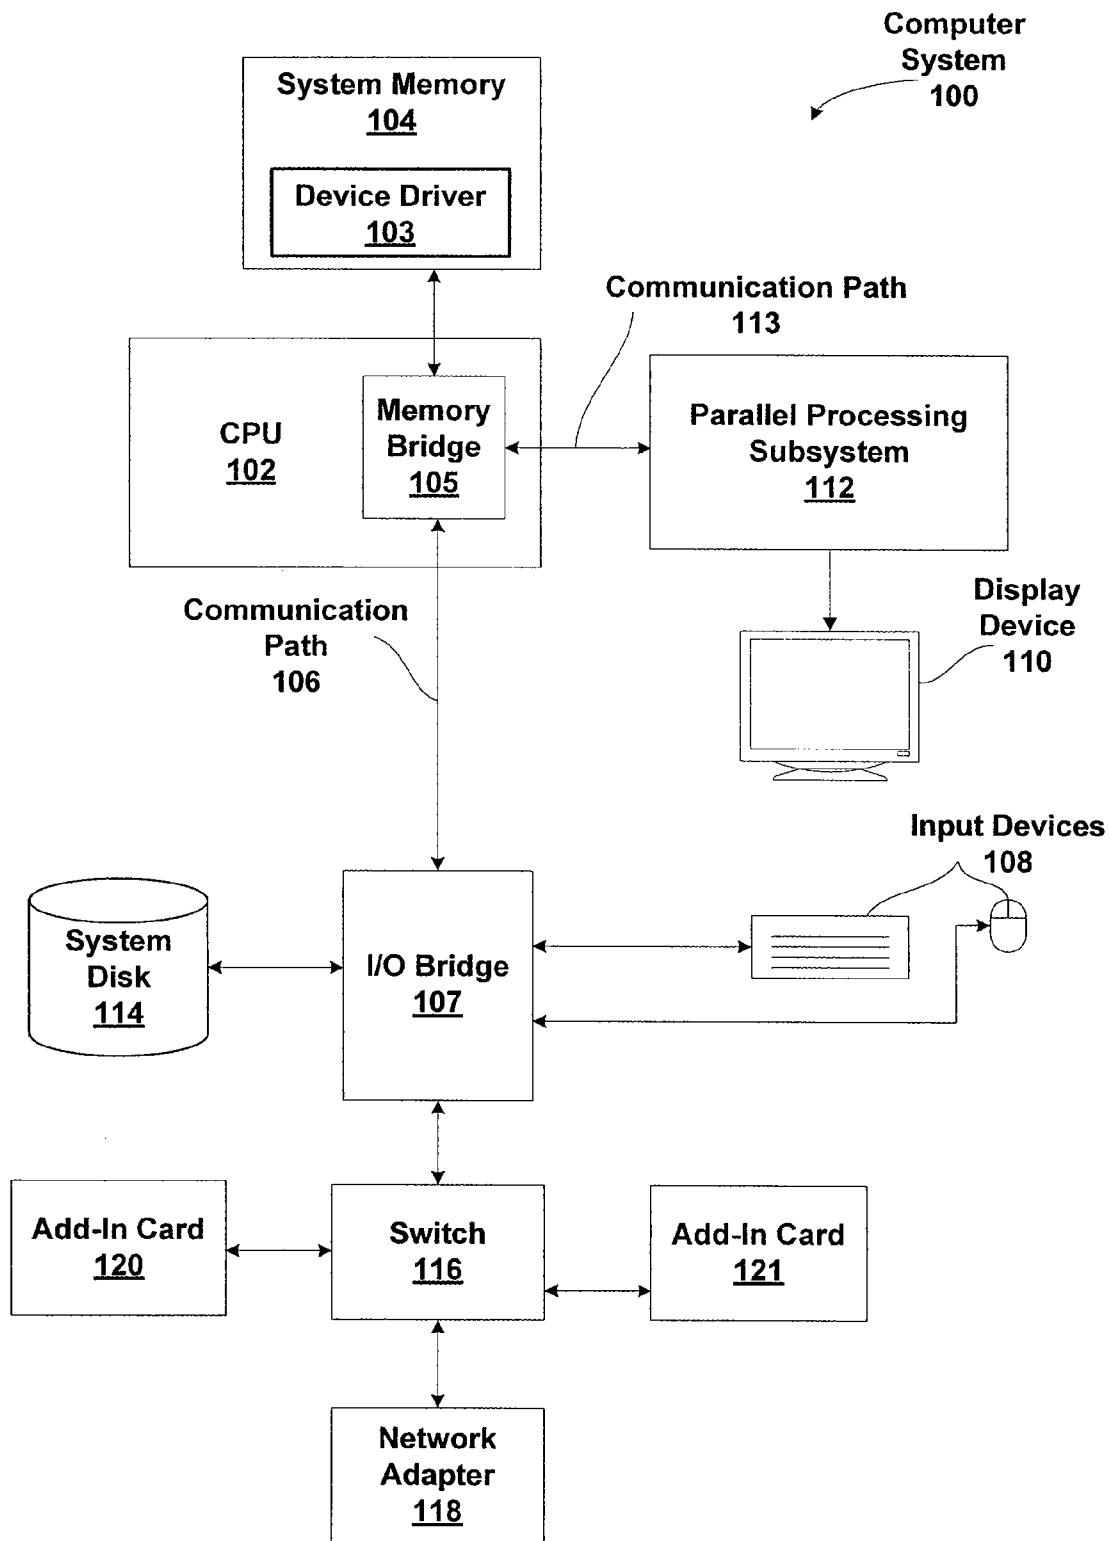 Computer
System
100
System Memory
104
Device Driver
103
Communication Path
113
CPU
102
Memory
Bridge
105
Parallel Processing
Subsystem
112
Communication
Path
106
Display
Device
110
Input Devices
108
System
Disk
114
I/O Bridge
107
Add-In Card
120
Switch
116
Add-In Card
121
Network
Adapter
118